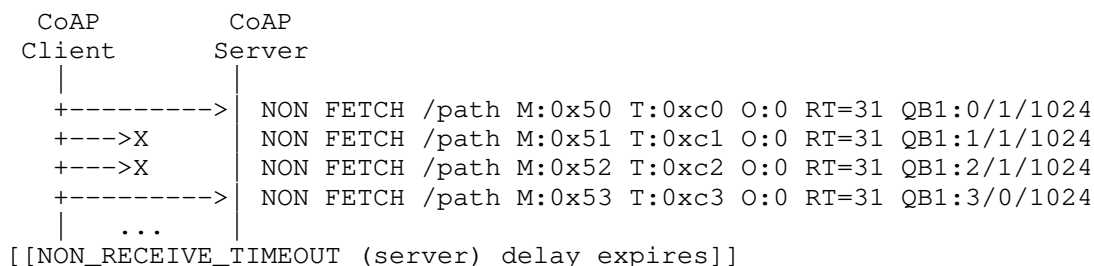 CoAP        CoAP
Client      Server
|          |
+--------->| NON FETCH /path M:0x50 T:0xc0 O:0 RT=31 QB1:0/1/1024
+--->X     | NON FETCH /path M:0x51 T:0xc1 O:0 RT=31 QB1:1/1/1024
+--->X     | NON FETCH /path M:0x52 T:0xc2 O:0 RT=31 QB1:2/1/1024
+--------->| NON FETCH /path M:0x53 T:0xc3 O:0 RT=31 QB1:3/0/1024
|   ...    |
[[NON_RECEIVE_TIMEOUT (server) delay expires]]